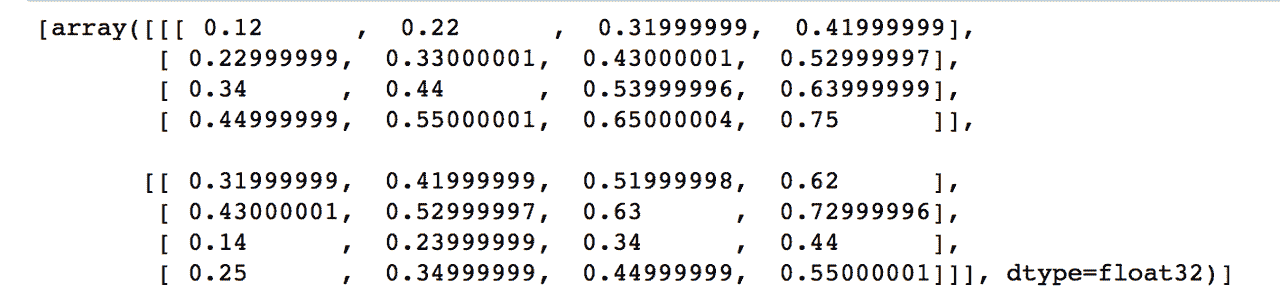 [array([[[ 0.12      ,  0.22      ,  0.31999999,  0.41999999],
        [ 0.22999999,  0.33000001,  0.43000001,  0.52999997],
        [ 0.34      ,  0.44      ,  0.53999996,  0.63999999],
        [ 0.44999999,  0.55000001,  0.65000004,  0.75      ]],

       [[ 0.31999999,  0.41999999,  0.51999998,  0.62      ],
        [ 0.43000001,  0.52999997,  0.63      ,  0.72999996],
        [ 0.14      ,  0.23999999,  0.34      ,  0.44      ],
        [ 0.25      ,  0.34999999,  0.44999999,  0.55000001]]], dtype=float32)]